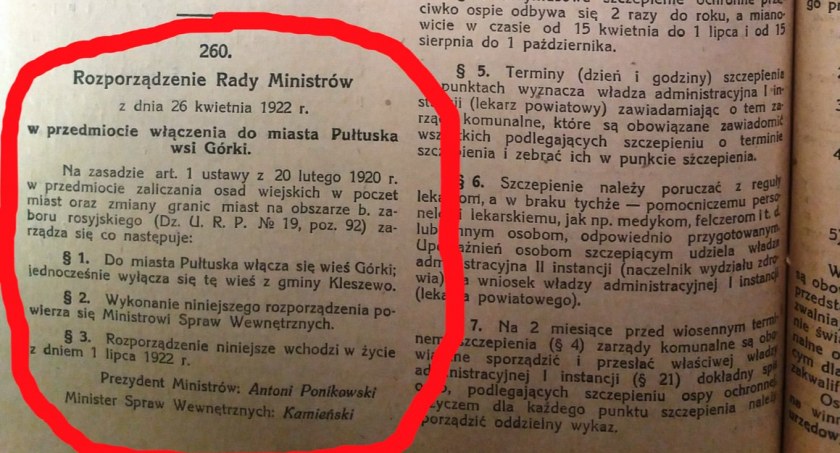 260.
Rozporządzenie Rady Ministrów
z dnia 26 kwietnia 1922 r.
w przedmiocie włączenia do miasta Pułtuska
wsi Górki.
Na zasadzie art. 1 ustawy z 20 lutego 1920 r.
w przedmiocie zaliczania osad wiejskich w poczet
miast oraz zmiany granic miast na obszarze b. za-
boru rosyjskiego (Dz. U. R. P. № 19, poz. 92) za-
rządza się co następuje:
§ 1. Do miasta Pułtuska włącza się wieś Górki;
jednocześnie wyłącza się tę wieś z gminy Kleszewo.
§ 2. Wykonanie niniejszego rozporządzenia po-
wierza się Ministrowi Spraw Wewnętrznych.
§ 3. Rozporządzenie niniejsze wchodzi w życie
z dniem 1 lipca 1922 r.
Prezydent Ministrów: Antoni Ponikowski
Minister Spraw Wewnętrznych: Kamieński
ciwko ospie odbywa się 2 razy do roku, a miano-
wicie w czasie od 15 kwietnia do 1 lipca i od 15
sierpnia do 1 października.
§ 5. Terminy (dzień i godziny) szczepienia
punktach wyznacza władza administracyjna I in-
(lekarz powiatowy) zawiadamiając o tem za-
komunalne, które są obowiązane zawiadomić
podlegających szczepieniu o terminie
i zebrać ich w punkcie szczepienia.
§ 6. Szczepienie należy poruczać z reguły
a w braku tychże — pomocniczemu perso-
lekarskiemu, jak np. medykom, felczerom i t. d.
lub innym osobom, odpowiednio przygotowanym.
osobom szczepiącym udziela władza
administracyjna II instancji (naczelnik wydziału zdro-
wia) na wniosek władzy administracyjnej I instancji
powiatowego).
7. Na 2 miesiące przed wiosennym termi-
nem szczepienia (§ 4) zarządy komunalne są obo-
sporządzić i przesłać właściwej władzy
administracyjnej I instancji (§ 21) dokładny
podlegających szczepieniu ospy ochronnej
przyczem dla każdego punktu szczepienia
sporządzić oddzielny wykaz.